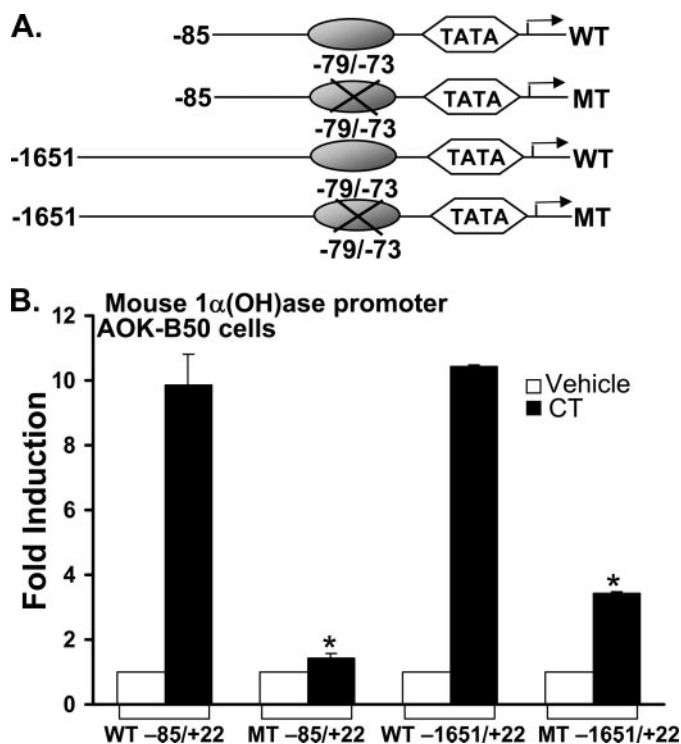 A.
-85 TATA WT
-79/-73
-85 TATA MT
-79/-73
-1651 TATA WT
-79/-73
-1651 TATA MT
-79/-73
B. Mouse 1α(OH)ase promoter
AOK-B50 cells
12
10
8
6
4
2
0
Fold Induction
Vehicle
CT
*
*
WT –85/+22 MT –85/+22 WT –1651/+22 MT –1651/+22